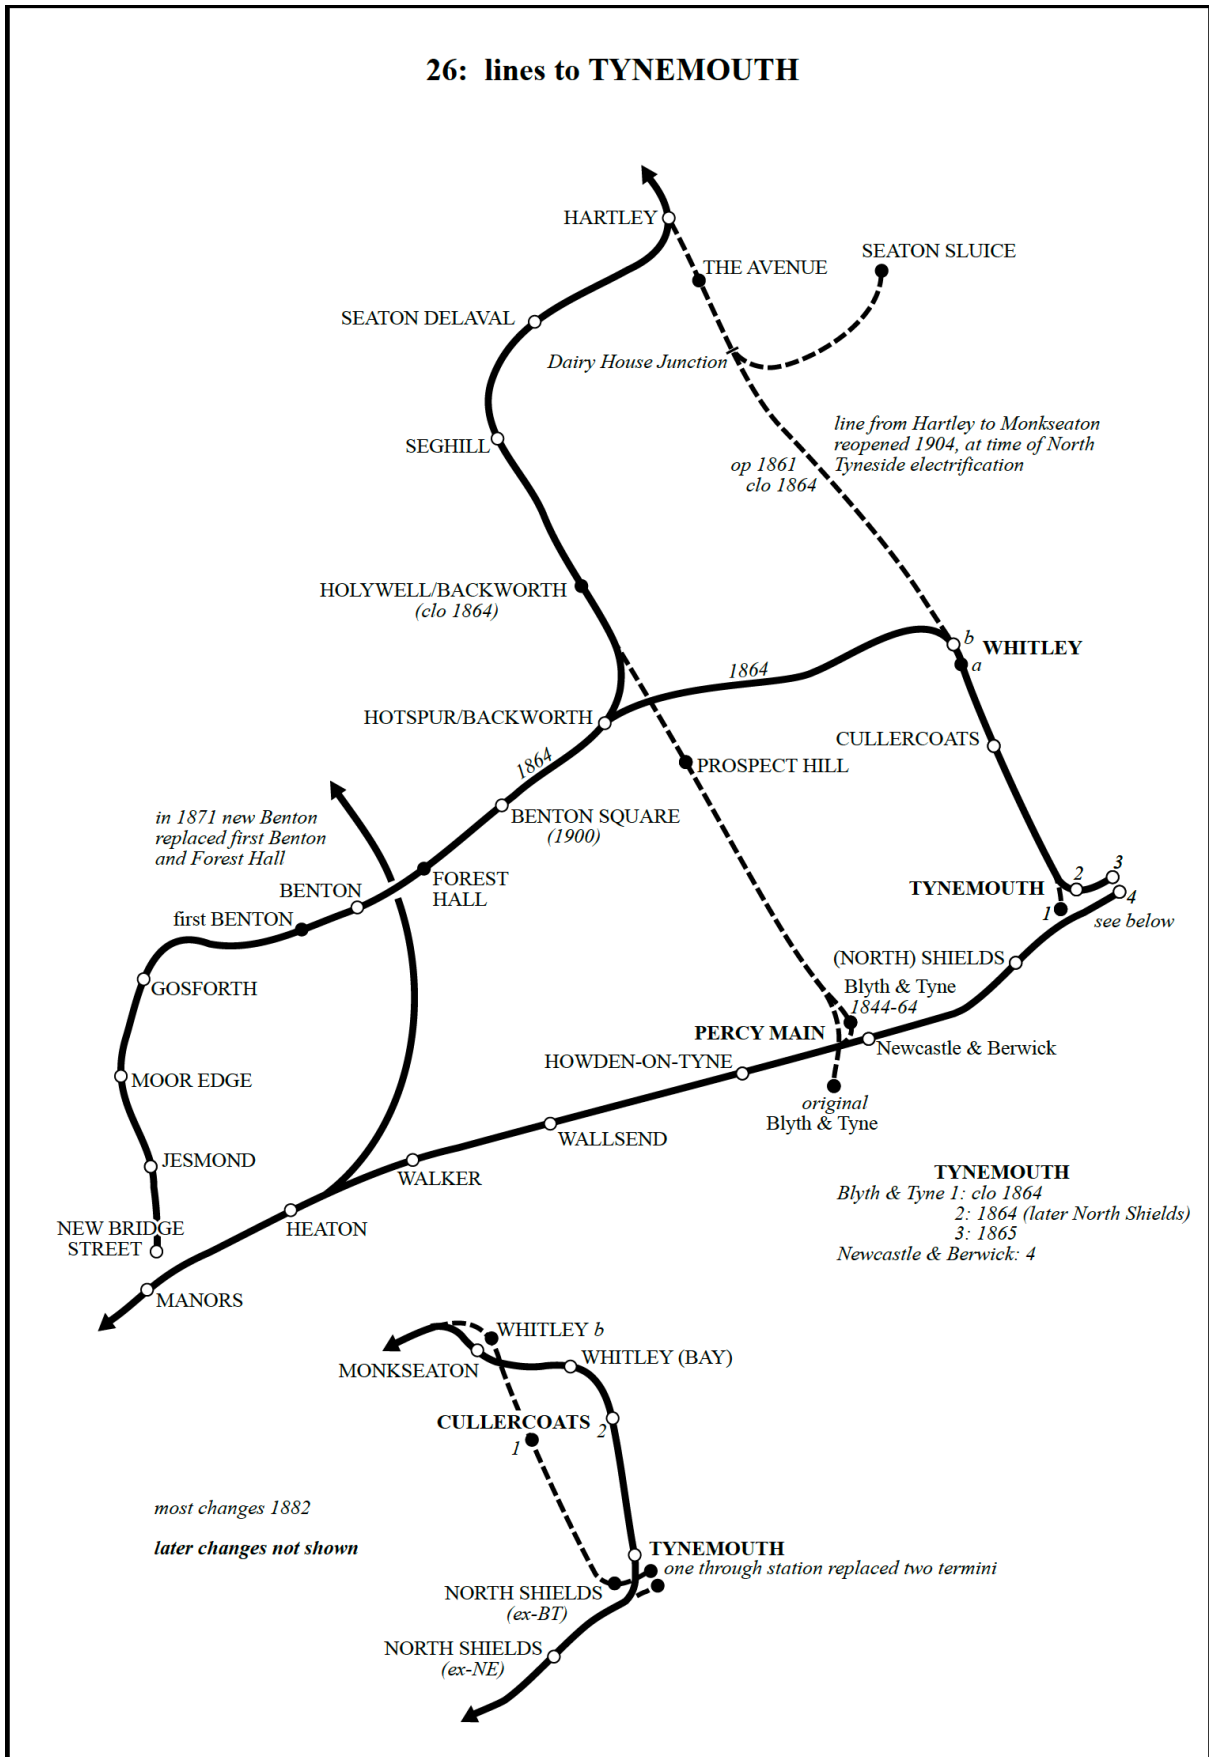 26: lines to TYNEMOUTH
HARTLEY
THE AVENUE
SEATON SLUICE
SEATON DELAVAL
Dairy House Junction
line from Hartley to Monkseaton
reopened 1904, at time of North
Tyneside electrification
SEGHILL
op 1861
clo 1864
HOLYWELL/BACKWORTH
(clo 1864)
b
WHITLEY
a
1864
HOTSPUR/BACKWORTH
CULLERCOATS
1864
PROSPECT HILL
in 1871 new Benton
replaced first Benton
and Forest Hall
BENTON SQUARE
(1900)
FOREST
HALL
BENTON
first BENTON
TYNEMOUTH
2
3
4
1
see below
GOSFORTH
(NORTH) SHIELDS
Blyth & Tyne
1844-64
PERCY MAIN
Newcastle & Berwick
HOWDEN-ON-TYNE
MOOR EDGE
original
Blyth & Tyne
WALLSEND
JESMOND
WALKER
TYNEMOUTH
Blyth & Tyne 1: clo 1864
2: 1864 (later North Shields)
3: 1865
Newcastle & Berwick: 4
NEW BRIDGE
STREET
HEATON
MANORS
WHITLEY b
MONKSEATON
WHITLEY (BAY)
CULLERCOATS
2
1
most changes 1882
later changes not shown
TYNEMOUTH
one through station replaced two termini
NORTH SHIELDS
(ex-BT)
NORTH SHIELDS
(ex-NE)